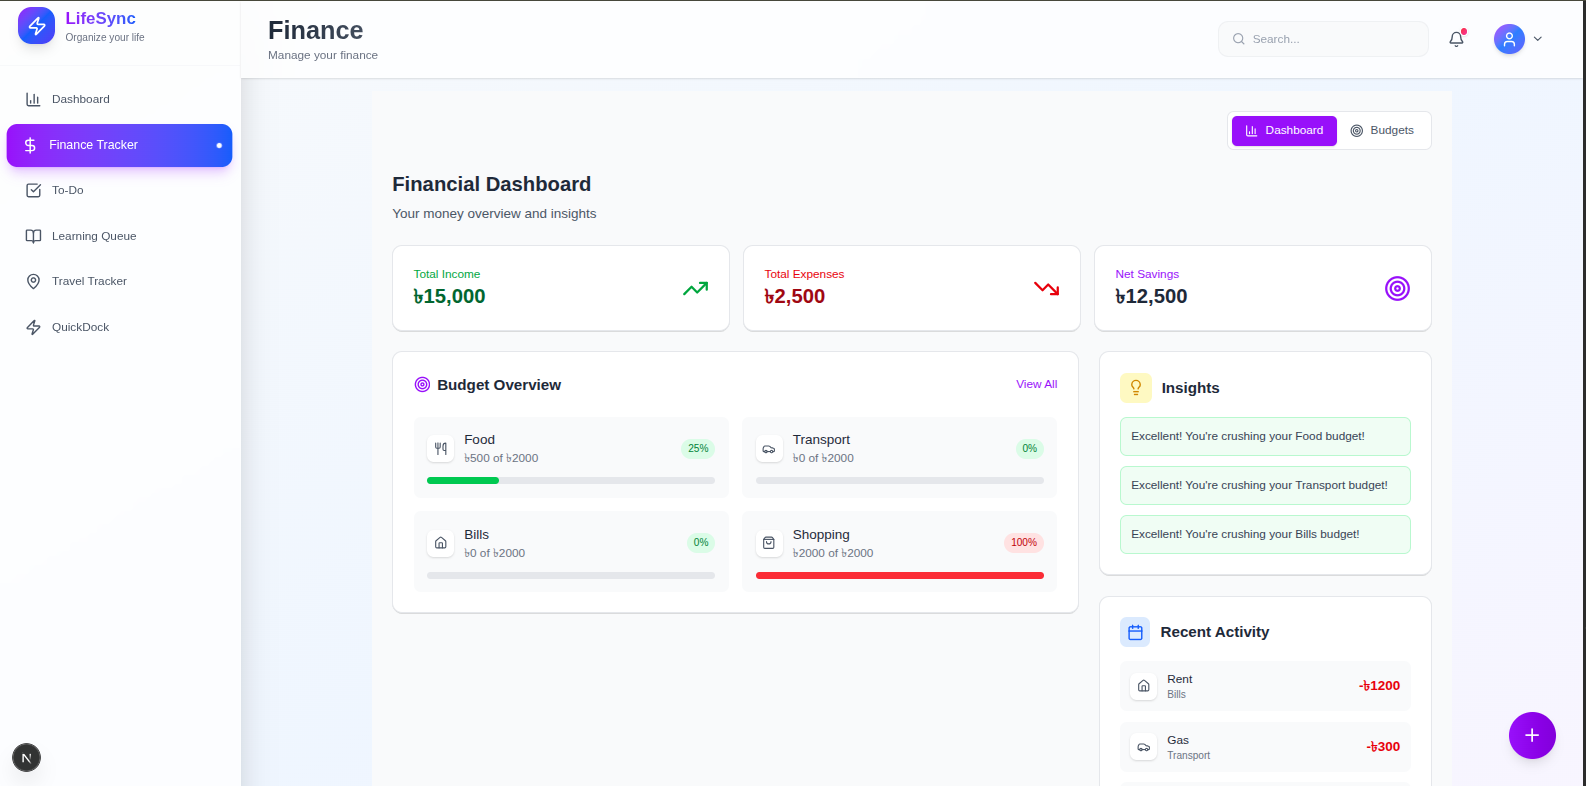 LifeSync
Organize your life
Dashboard
Finance Tracker
To-Do
Learning Queue
Travel Tracker
QuickDock
N
Finance
Manage your finance
Search...
Dashboard
Budgets
Financial Dashboard
Your money overview and insights
Total Income
৳15,000
Total Expenses
৳2,500
Net Savings
৳12,500
Budget Overview
View All
Food
৳500 of ৳2000
25%
Transport
৳0 of ৳2000
0%
Bills
৳0 of ৳2000
0%
Shopping
৳2000 of ৳2000
100%
Insights
Excellent! You're crushing your Food budget!
Excellent! You're crushing your Transport budget!
Excellent! You're crushing your Bills budget!
Recent Activity
Rent
Bills
-৳1200
Gas
Transport
-৳300